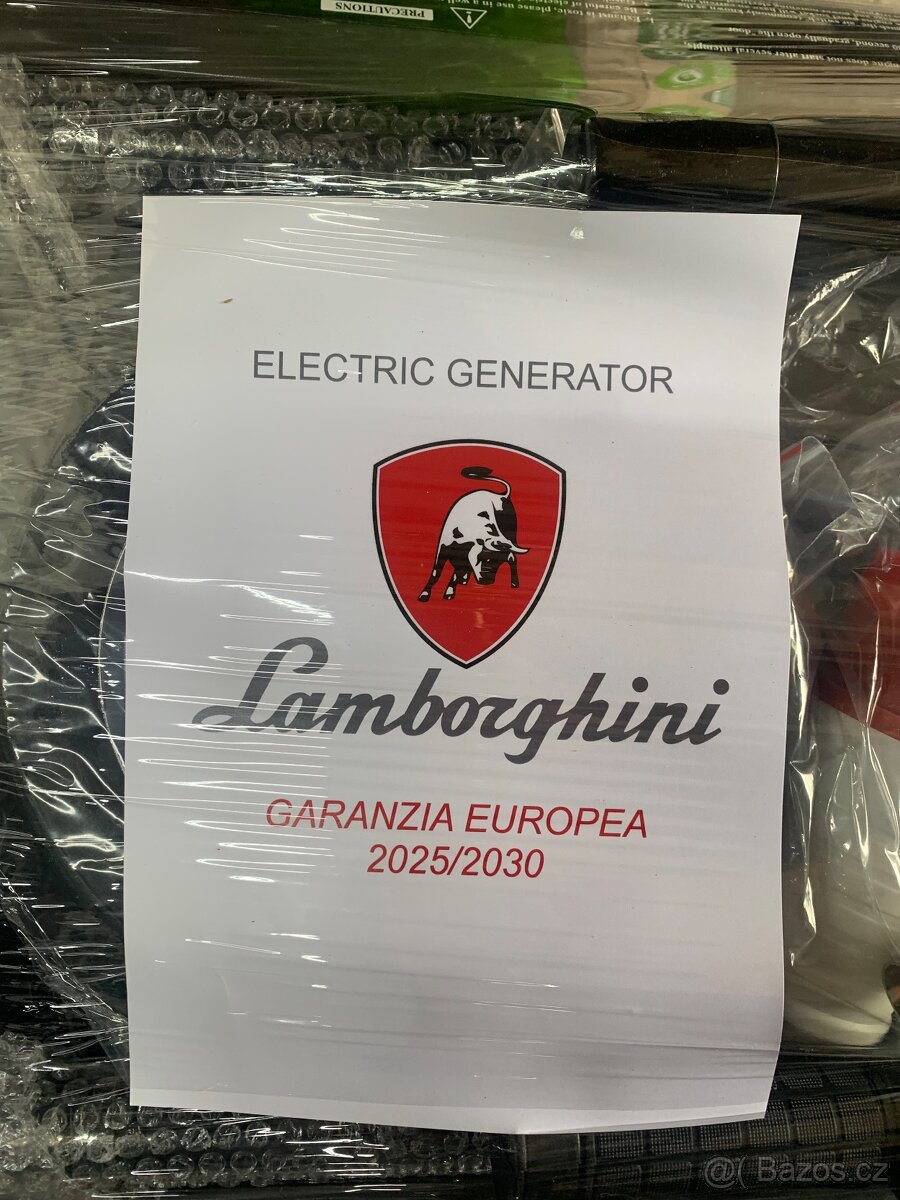 PRECAUTIONS
ELECTRIC GENERATOR
Lamborghini
GARANZIA EUROPEA
2025/2030
@( Bazos.cz